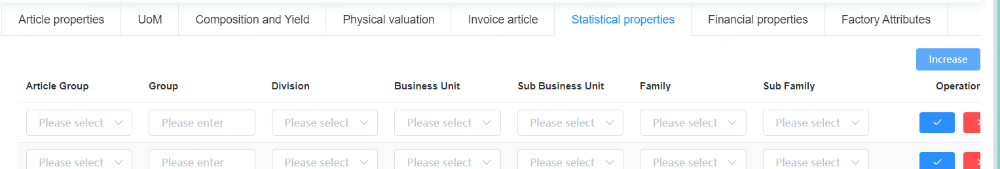 Article properties UoM Composition and Yield Physical valuation Invoice article Statistical properties Financial properties Factory Attributes
Increase
Article Group Group Division Business Unit Sub Business Unit Family Sub Family Operation
Please select Please enter Please select Please select Please select Please select Please select
Please select Please enter Please select Please select Please select Please select Please select